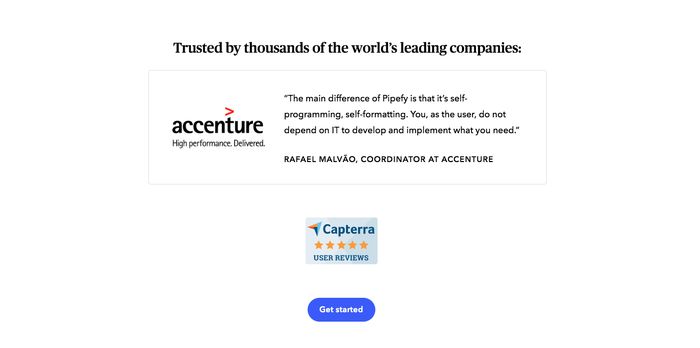 Trusted by thousands of the world’s leading companies:
accenture
High performance. Delivered.
“The main difference of Pipefy is that it’s self-
programming, self-formatting. You, as the user, do not
depend on IT to develop and implement what you need.”
RAFAEL MALVÃO, COORDINATOR AT ACCENTURE
Capterra
USER REVIEWS
Get started